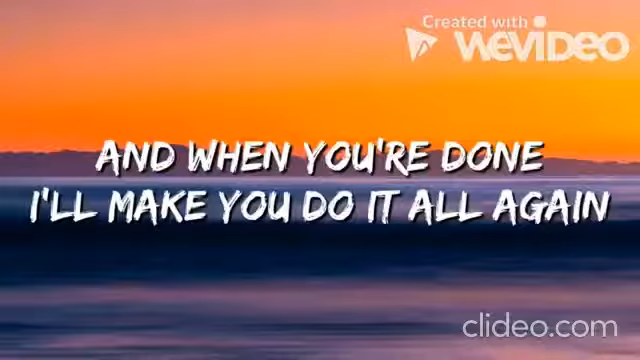 Created with
WEVIDEO
AND WHEN YOU'RE DONE
I'LL MAKE YOU DO IT ALL AGAIN
clideo.com